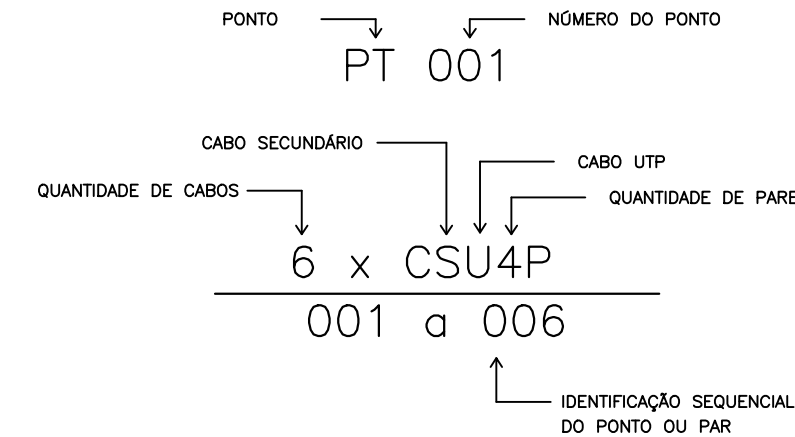 PONTO
NÚMERO DO PONTO
PT 001
CABO SECUNDÁRIO
CABO UTP
QUANTIDADE DE CABOS
QUANTIDADE DE PARE
6 x CSU4P
001 a 006
IDENTIFICAÇÃO SEQUENCIAL
DO PONTO OU PAR